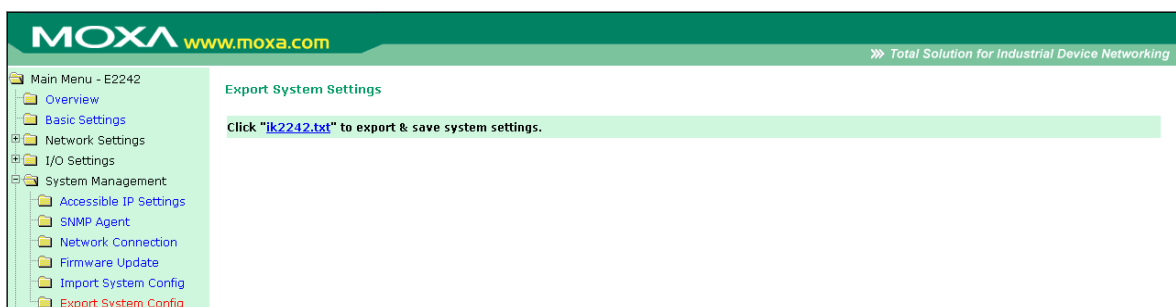 MOXA www.moxa.com
Total Solution for Industrial Device Networking
Main Menu - E2242
Overview
Basic Settings
Network Settings
I/O Settings
System Management
Accessible IP Settings
SNMP Agent
Network Connection
Firmware Update
Import System Config
Export System Config
Export System Settings
Click "ik2242.txt" to export & save system settings.